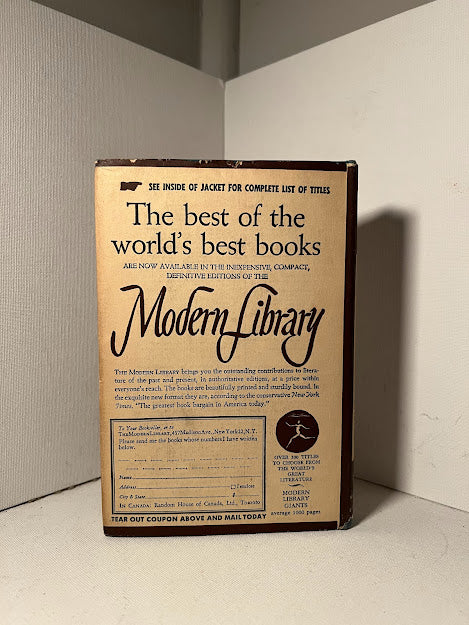 SEE INSIDE OF JACKET FOR COMPLETE LIST OF TITLES
The best of the
world's best books
ARE NOW AVAILABLE IN THE INEXPENSIVE, COMPACT,
DEFINITIVE EDITIONS OF THE
Modern Library
THE MODERN LIBRARY brings you the outstanding contributions to litera-
ture of the past and present, in authoritative editions, at a price within
everyone's reach. The books are beautifully printed and sturdily bound. In
the exquisite new format they are, according to the conservative New York
Times, "The greatest book bargain in America today."
To Your Bookseller, or to
THE MODERN LIBRARY, 457 Madison Ave., New York 22, N.Y.
Please send me the books whose numbers I have written
below.
Name
Address
City & State
$
IN CANADA: Random House of Canada, Ltd., Toronto
TEAR OUT COUPON ABOVE AND MAIL TODAY
OVER 300 TITLES
TO CHOOSE FROM
THE WORLD'S
GREAT
LITERATURE
MODERN
LIBRARY
GIANTS
average 1000 pages